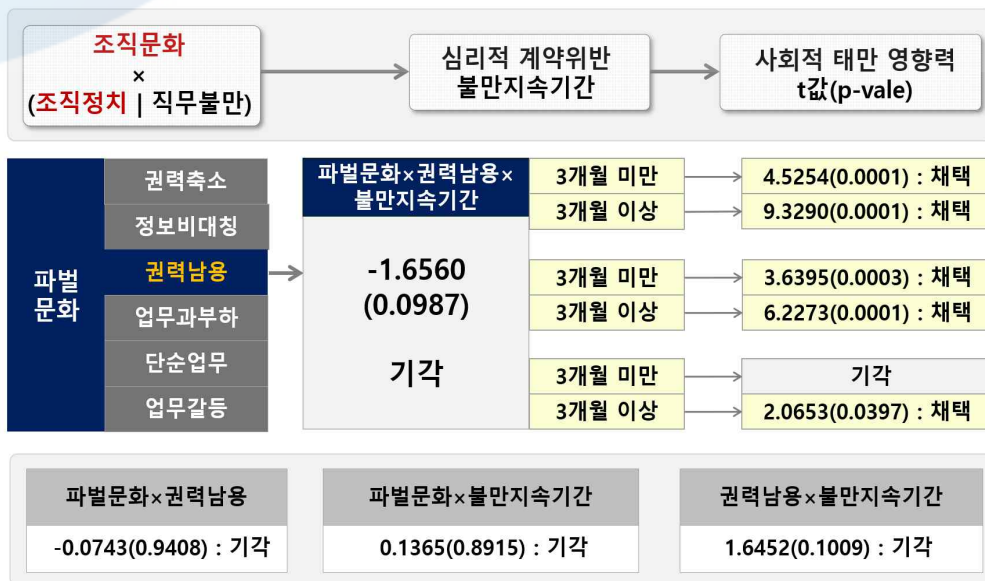 조직문화
×
(조직정치 | 직무불만)
심리적 계약위반
불만지속기간
사회적 태만 영향력
t값(p-vale)
파벌
문화
권력축소
정보비대칭
권력남용
업무과부하
단순업무
업무갈등
파벌문화×권력남용×
불만지속기간
-1.6560
(0.0987)
기각
3개월 미만
4.5254(0.0001) : 채택
3개월 이상
9.3290(0.0001) : 채택
3개월 미만
3.6395(0.0003) : 채택
3개월 이상
6.2273(0.0001) : 채택
3개월 미만
기각
3개월 이상
2.0653(0.0397) : 채택
파벌문화×권력남용
-0.0743(0.9408) : 기각
파벌문화×불만지속기간
0.1365(0.8915) : 기각
권력남용×불만지속기간
1.6452(0.1009) : 기각